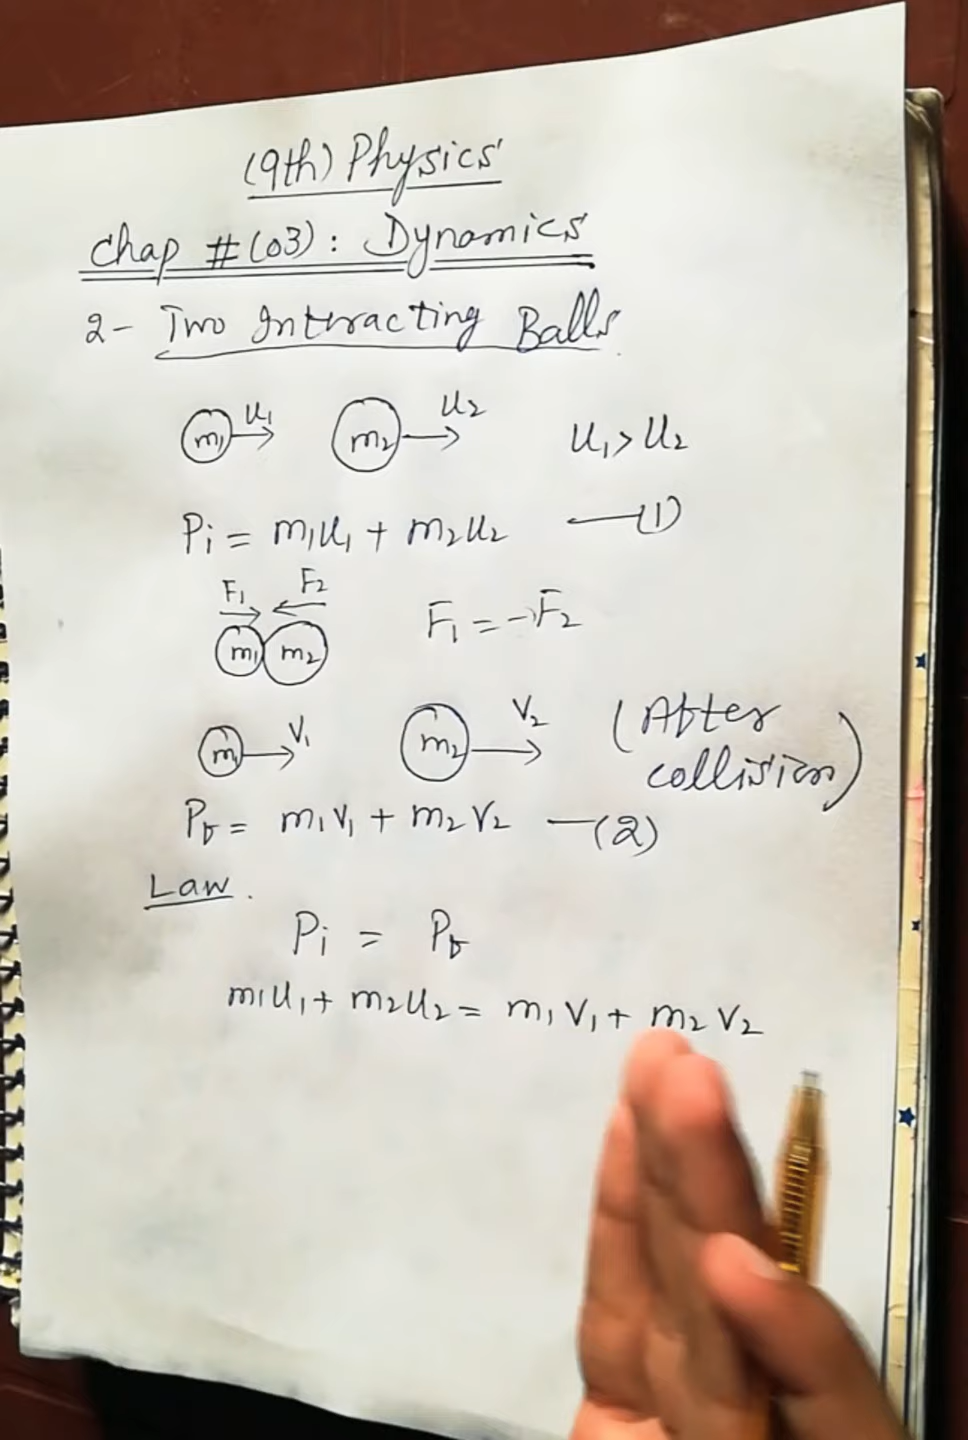 (9th) Physics
Chap # (03): Dynamics
2- Two Interacting Balls
m₁ u₁ m₂ u₂ u₁ > u₂
Pi = m₁u₁ + m₂u₂ —(1)
F₁ F₂
m₁ m₂ F₁ = -F₂
m₁ v₁ m₂ v₂ (After collision)
Pf = m₁v₁ + m₂v₂ —(2)
Law.
Pi = Pf
m₁u₁ + m₂u₂ = m₁v₁ + m₂v₂